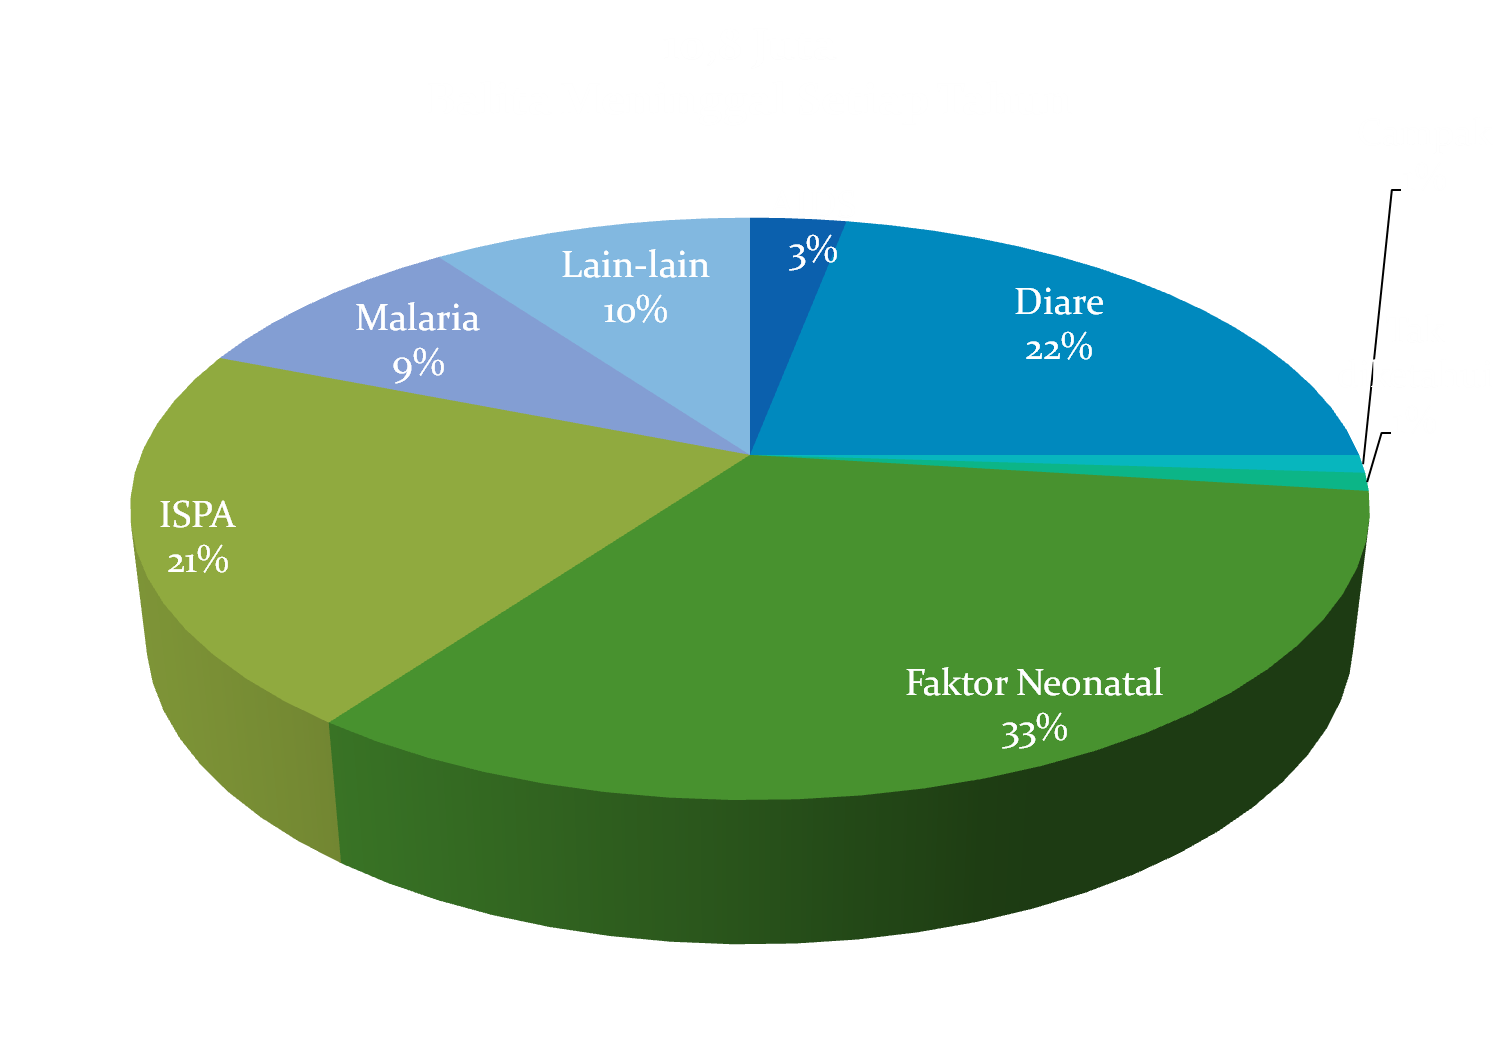 3%
Diare
22%
Lain-lain
10%
Malaria
9%
ISPA
21%
Faktor Neonatal
33%